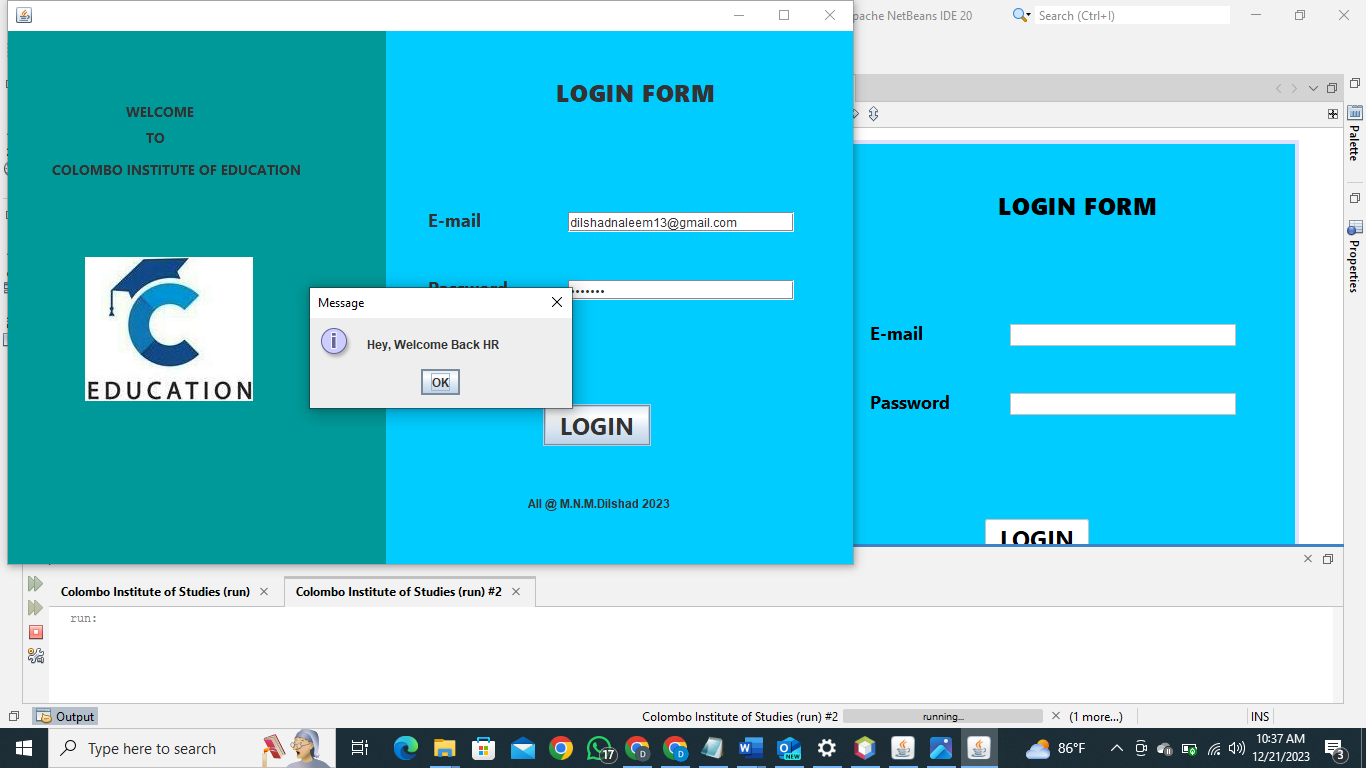 pache NetBeans IDE 20
Search (Ctrl+I)
WELCOME
TO
COLOMBO INSTITUTE OF EDUCATION
EDUCATION
LOGIN FORM
E-mail
dilshadnaleem13@gmail.com
Password
Message
Hey, Welcome Back HR
OK
LOGIN
All @ M.N.M.Dilshad 2023
LOGIN FORM
E-mail
Password
LOGIN
Palette
Properties
Colombo Institute of Studies (run)
Colombo Institute of Studies (run) #2
run:
Output
Colombo Institute of Studies (run) #2
running...
(1 more...)
INS
Type here to search
17
D
D
NEW
86°F
10:37 AM
12/21/2023
3